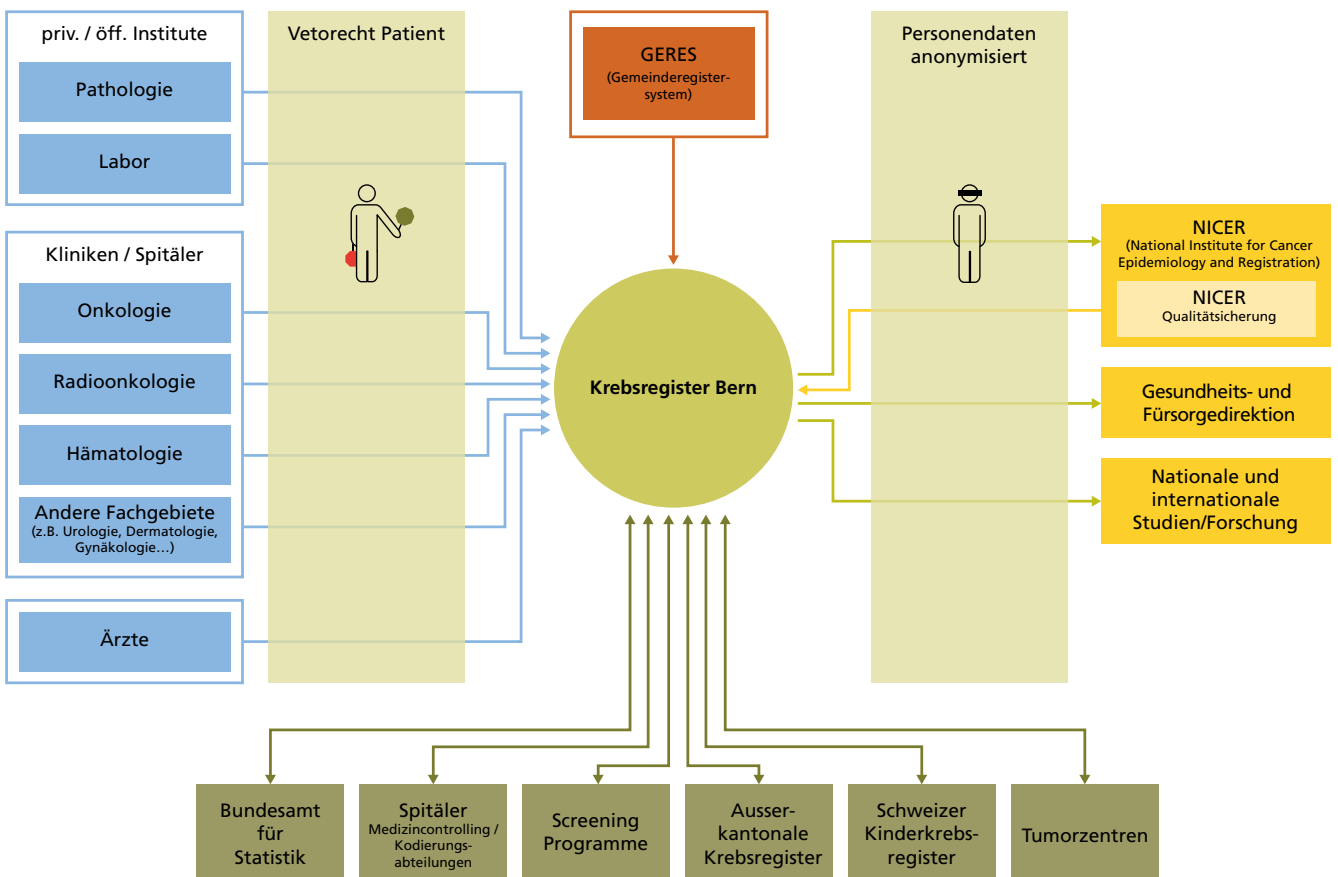 priv. / öff. Institute
Pathologie
Labor
Kliniken / Spitäler
Onkologie
Radioonkologie
Hämatologie
Andere Fachgebiete
(z.B. Urologie, Dermatologie,
Gynäkologie…)
Ärzte
Vetorecht Patient
GERES
(Gemeinderegister-
system)
Krebsregister Bern
Personendaten
anonymisiert
NICER
(National Institute for Cancer
Epidemiology and Registration)
NICER
Qualitätsicherung
Gesundheits- und
Fürsorgedirektion
Nationale und
internationale
Studien/Forschung
Bundesamt
für
Statistik
Spitäler
Medizincontrolling /
Kodierungs-
abteilungen
Screening
Programme
Ausser-
kantonale
Krebsregister
Schweizer
Kinderkrebs-
register
Tumorzentren